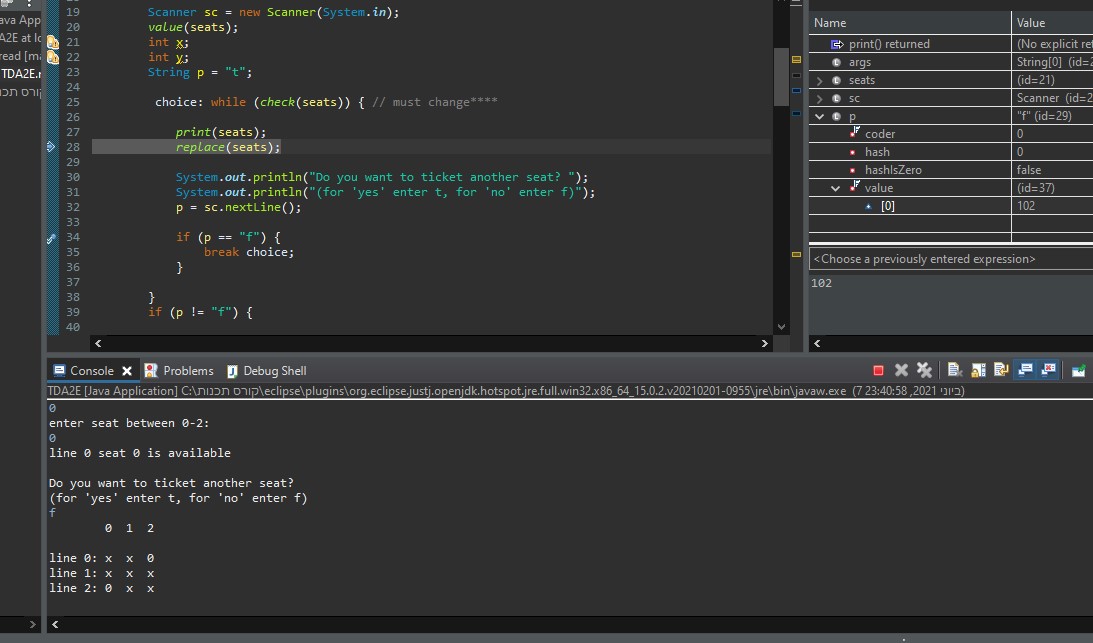 ava App
A2E at lo
read [ma
TDA2E.n
קורס תכנ
19 Scanner sc = new Scanner(System.in);
20 value(seats);
21 int x;
22 int y;
23 String p = "t";
24
25 choice: while (check(seats)) { // must change****
26
27 print(seats);
28 replace(seats);
29
30 System.out.println("Do you want to ticket another seat? ");
31 System.out.println("(for 'yes' enter t, for 'no' enter f)");
32 p = sc.nextLine();
33
34 if (p == "f") {
35 break choice;
36 }
37
38 }
39 if (p != "f") {
40
Name Value
print() returned (No explicit ret
args String[0] (id=2
seats (id=21)
sc Scanner (id=2
p "f" (id=29)
coder 0
hash 0
hashIsZero false
value (id=37)
[0] 102
<Choose a previously entered expression>
102
Console Problems Debug Shell
TDA2E [Java Application] C:\קורס תכנות\eclipse\plugins\org.eclipse.justj.openjdk.hotspot.jre.full.win32.x86_64_15.0.2.v20210201-0955\jre\bin\javaw.exe (7 ביוני 2021, 23:40:58)
0
enter seat between 0-2:
0
line 0 seat 0 is available
Do you want to ticket another seat?
(for 'yes' enter t, for 'no' enter f)
f
0 1 2
line 0: x x 0
line 1: x x x
line 2: 0 x x